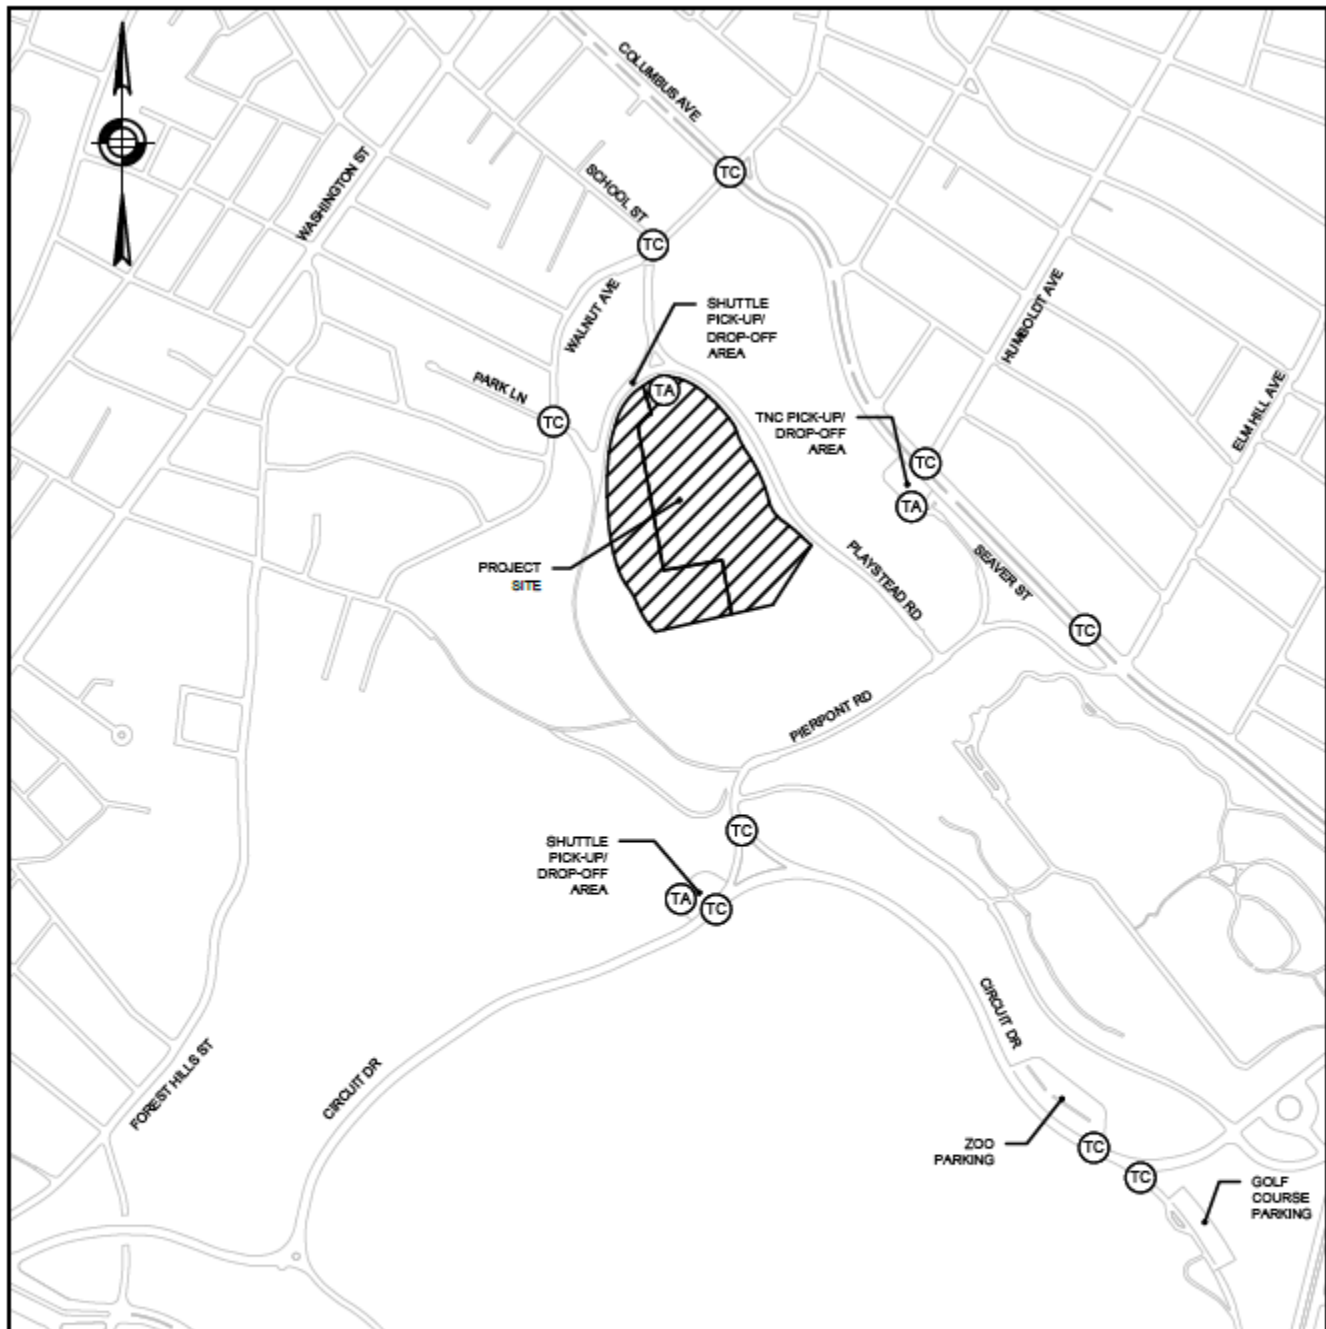 COLUMBUS AVE
WASHINGTON ST
TC
SCHOOL ST
TC
WALNUT AVE
SHUTTLE
PICK-UP/
DROP-OFF
AREA
HUMBOLDT AVE
PARK LN
TA
TC
TNC PICK-UP/
DROP-OFF
AREA
ELM HILL AVE
TC
TA
PROJECT
SITE
PLAYSTEAD RD
SEAVER ST
TC
PIERPONT RD
SHUTTLE
PICK-UP/
DROP-OFF
AREA
TC
TA
TC
CIRCUIT DR
FOREST HILLS ST
CIRCUIT DR
ZOO
PARKING
TC
TC
GOLF
COURSE
PARKING